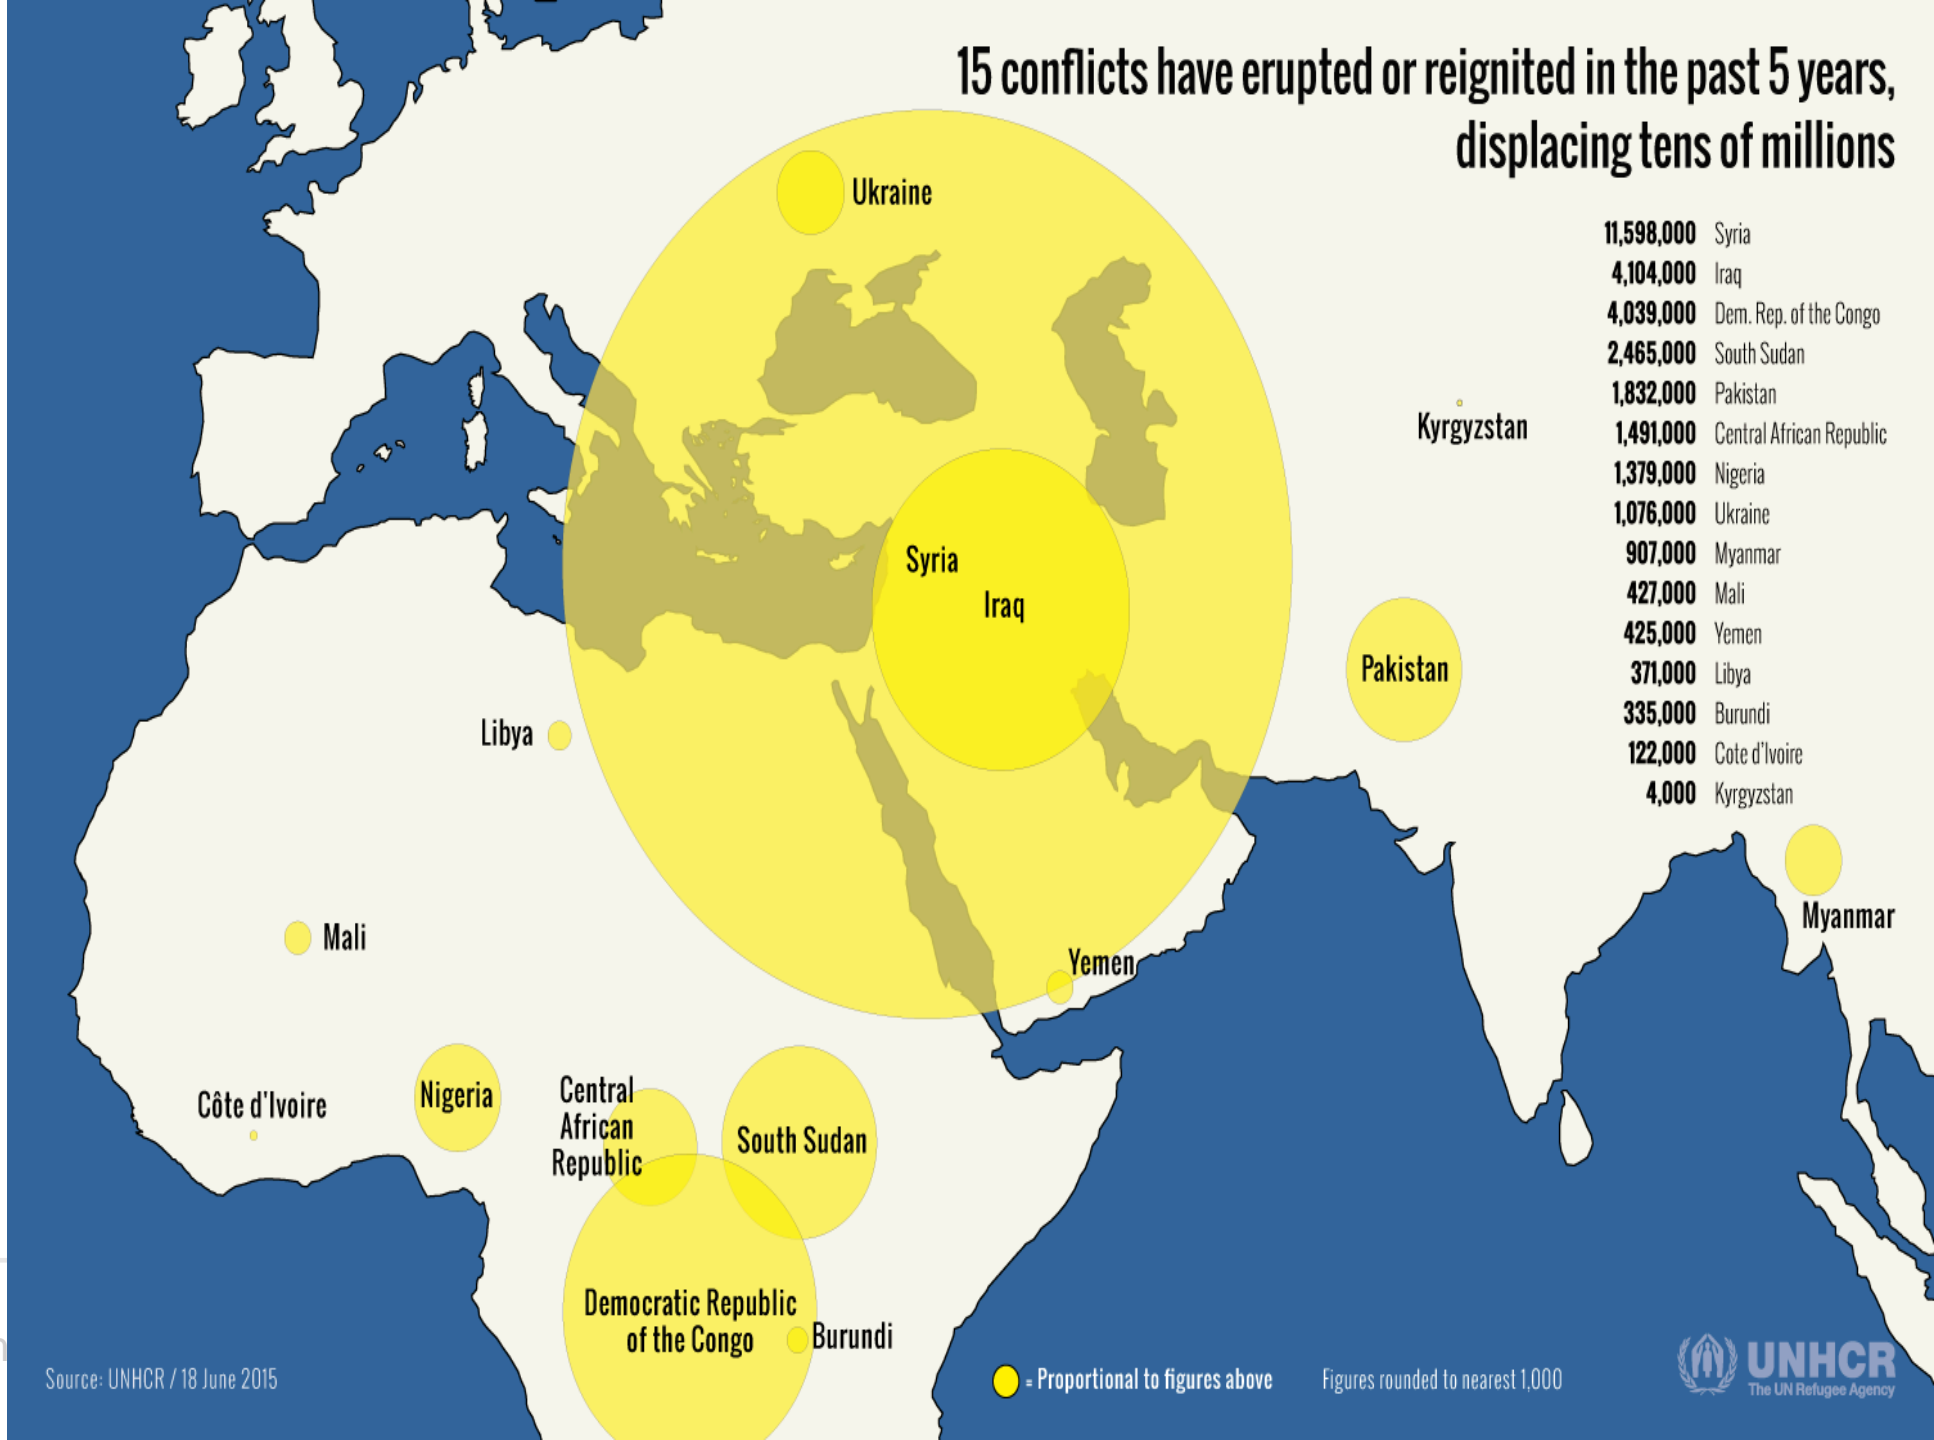 15 conflicts have erupted or reignited in the past 5 years,
displacing tens of millions
11,598,000 Syria
4,104,000 Iraq
4,039,000 Dem. Rep. of the Congo
2,465,000 South Sudan
1,832,000 Pakistan
1,491,000 Central African Republic
1,379,000 Nigeria
1,076,000 Ukraine
907,000 Myanmar
427,000 Mali
425,000 Yemen
371,000 Libya
335,000 Burundi
122,000 Cote d'Ivoire
4,000 Kyrgyzstan
Ukraine
Kyrgyzstan
Syria
Iraq
Pakistan
Libya
Myanmar
Mali
Yemen
Côte d'Ivoire
Nigeria
Central
African
Republic
South Sudan
Democratic Republic
of the Congo
Burundi
Source: UNHCR / 18 June 2015
= Proportional to figures above
Figures rounded to nearest 1,000
UNHCR
The UN Refugee Agency